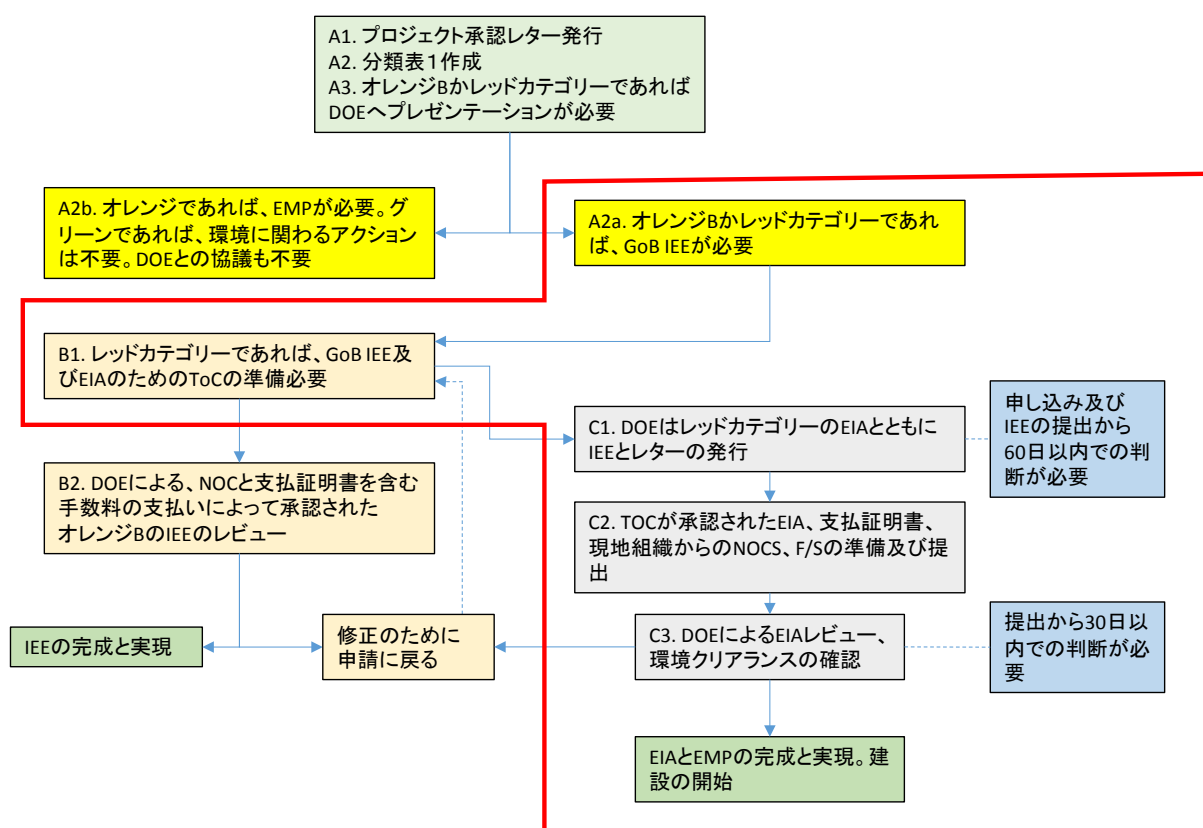 A1. プロジェクト承認レター発行
A2. 分類表１作成
A3. オレンジBかレッドカテゴリーであれば
DOEへプレゼンテーションが必要
A2b. オレンジであれば、EMPが必要。グ
リーンであれば、環境に関わるアクション
は不要。DOEとの協議も不要
A2a. オレンジBかレッドカテゴリーであれ
ば、GoB IEEが必要
B1. レッドカテゴリーであれば、GoB IEE及
びEIAのためのToCの準備必要
C1. DOEはレッドカテゴリーのEIAとともに
IEEとレターの発行
申し込み及び
IEEの提出から
60日以内での判
断が必要
B2. DOEによる、NOCと支払証明書を含む
手数料の支払いによって承認された
オレンジBのIEEのレビュー
C2. TOCが承認されたEIA、支払証明書、
現地組織からのNOCS、F/Sの準備及び提
出
IEEの完成と実現
修正のために
申請に戻る
C3. DOEによるEIAレビュー、
環境クリアランスの確認
提出から30日以
内での判断が必
要
EIAとEMPの完成と実現。建
設の開始